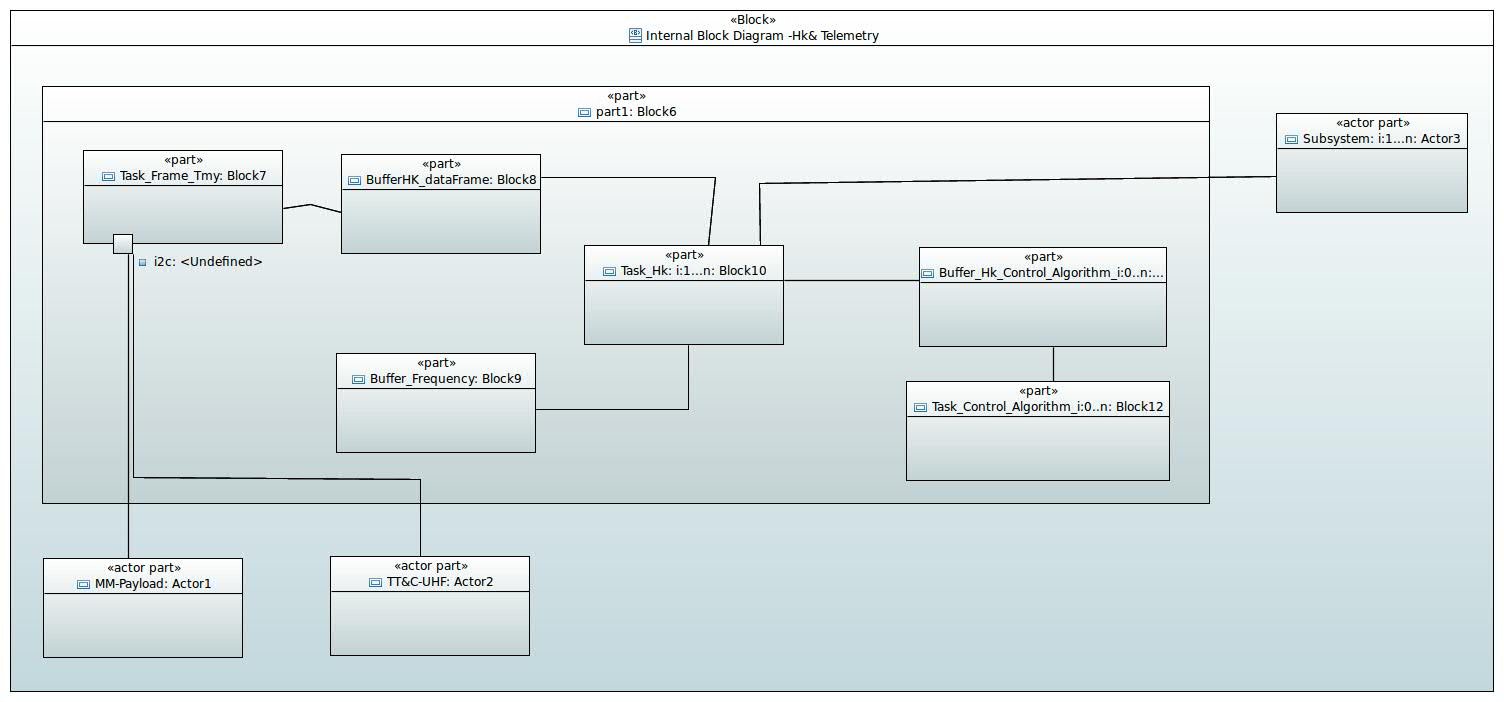 «Block»
Internal Block Diagram -Hk& Telemetry
«part»
part1: Block6
«actor part»
Subsystem: i:1...n: Actor3
«part»
Task_Frame_Tmy: Block7
«part»
BufferHK_dataFrame: Block8
i2c: <Undefined>
«part»
Task_Hk: i:1...n: Block10
«part»
Buffer_Hk_Control_Algorithm_i:0..n:...
«part»
Buffer_Frequency: Block9
«part»
Task_Control_Algorithm_i:0..n: Block12
«actor part»
MM-Payload: Actor1
«actor part»
TT&C-UHF: Actor2